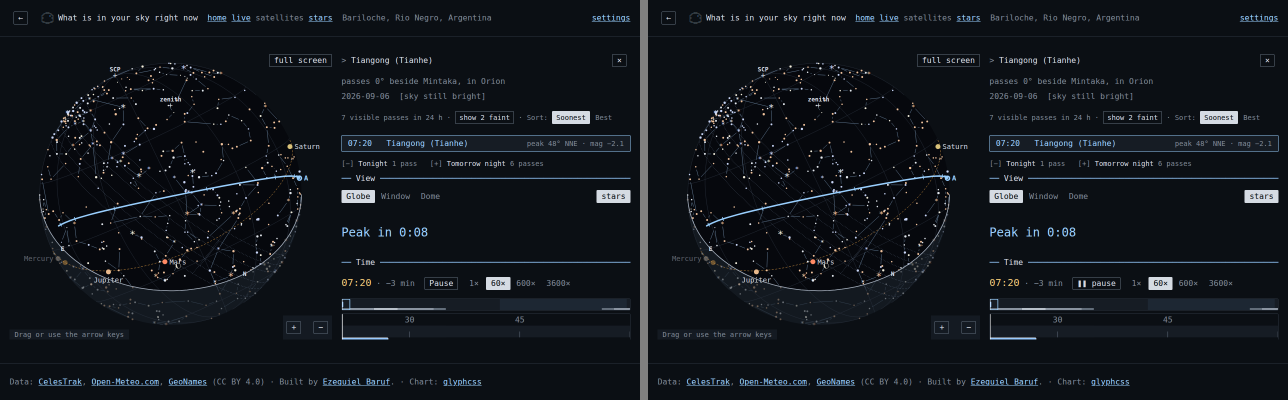 ← What is in your sky right now home live satellites stars Bariloche, Rio Negro, Argentina settings
full screen
SCP
zenith
Saturn
A
E
Mercury
Mars
Jupiter
N
Drag or use the arrow keys
+ −
> Tiangong (Tianhe) ×
passes 0° beside Mintaka, in Orion
2026-09-06 [sky still bright]
7 visible passes in 24 h · show 2 faint · Sort: Soonest Best
07:20 Tiangong (Tianhe) peak 48° NNE · mag −2.1
[−] Tonight 1 pass [+] Tomorrow night 6 passes
View
Globe Window Dome stars
Peak in 0:08
Time
07:20 · −3 min Pause 1× 60× 600× 3600×
30 45
Data: CelesTrak, Open-Meteo.com, GeoNames (CC BY 4.0) · Built by Ezequiel Baruf. · Chart: glyphcss
← What is in your sky right now home live satellites stars Bariloche, Rio Negro, Argentina settings
full screen
SCP
zenith
Saturn
A
E
Mercury
Mars
Jupiter
N
Drag or use the arrow keys
+ −
> Tiangong (Tianhe) ×
passes 0° beside Mintaka, in Orion
2026-09-06 [sky still bright]
7 visible passes in 24 h · show 2 faint · Sort: Soonest Best
07:20 Tiangong (Tianhe) peak 48° NNE · mag −2.1
[−] Tonight 1 pass [+] Tomorrow night 6 passes
View
Globe Window Dome stars
Peak in 0:08
Time
07:20 · −3 min ❚❚ pause 1× 60× 600× 3600×
30 45
Data: CelesTrak, Open-Meteo.com, GeoNames (CC BY 4.0) · Built by Ezequiel Baruf. · Chart: glyphcss